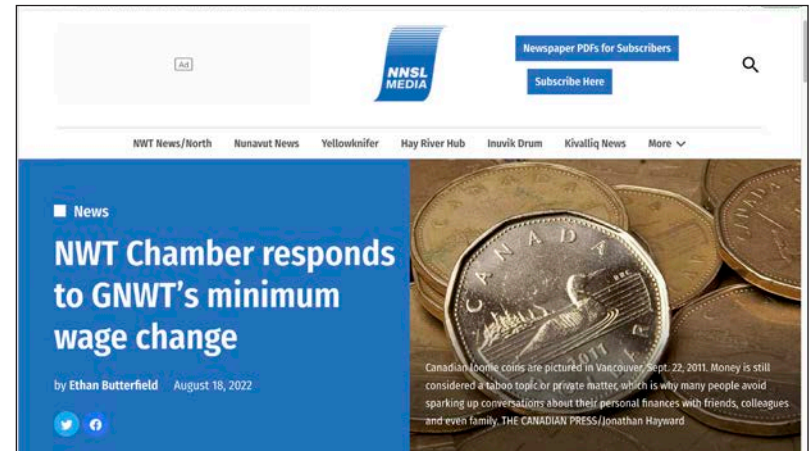 Ad
NNSL
MEDIA
Newspaper PDFs for Subscribers
Subscribe Here
NWT News/North Nunavut News Yellowknifer Hay River Hub Inuvik Drum Kivalliq News More
News
NWT Chamber responds
to GNWT's minimum
wage change
by Ethan Butterfield August 18, 2022
CANADA
CANADA
2011
Canadian loonie coins are pictured in Vancouver, Sept. 22, 2011. Money is still
considered a taboo topic or private matter, which is why many people avoid
sparking up conversations about their personal finances with friends, colleagues
and even family. THE CANADIAN PRESS/Jonathan Hayward